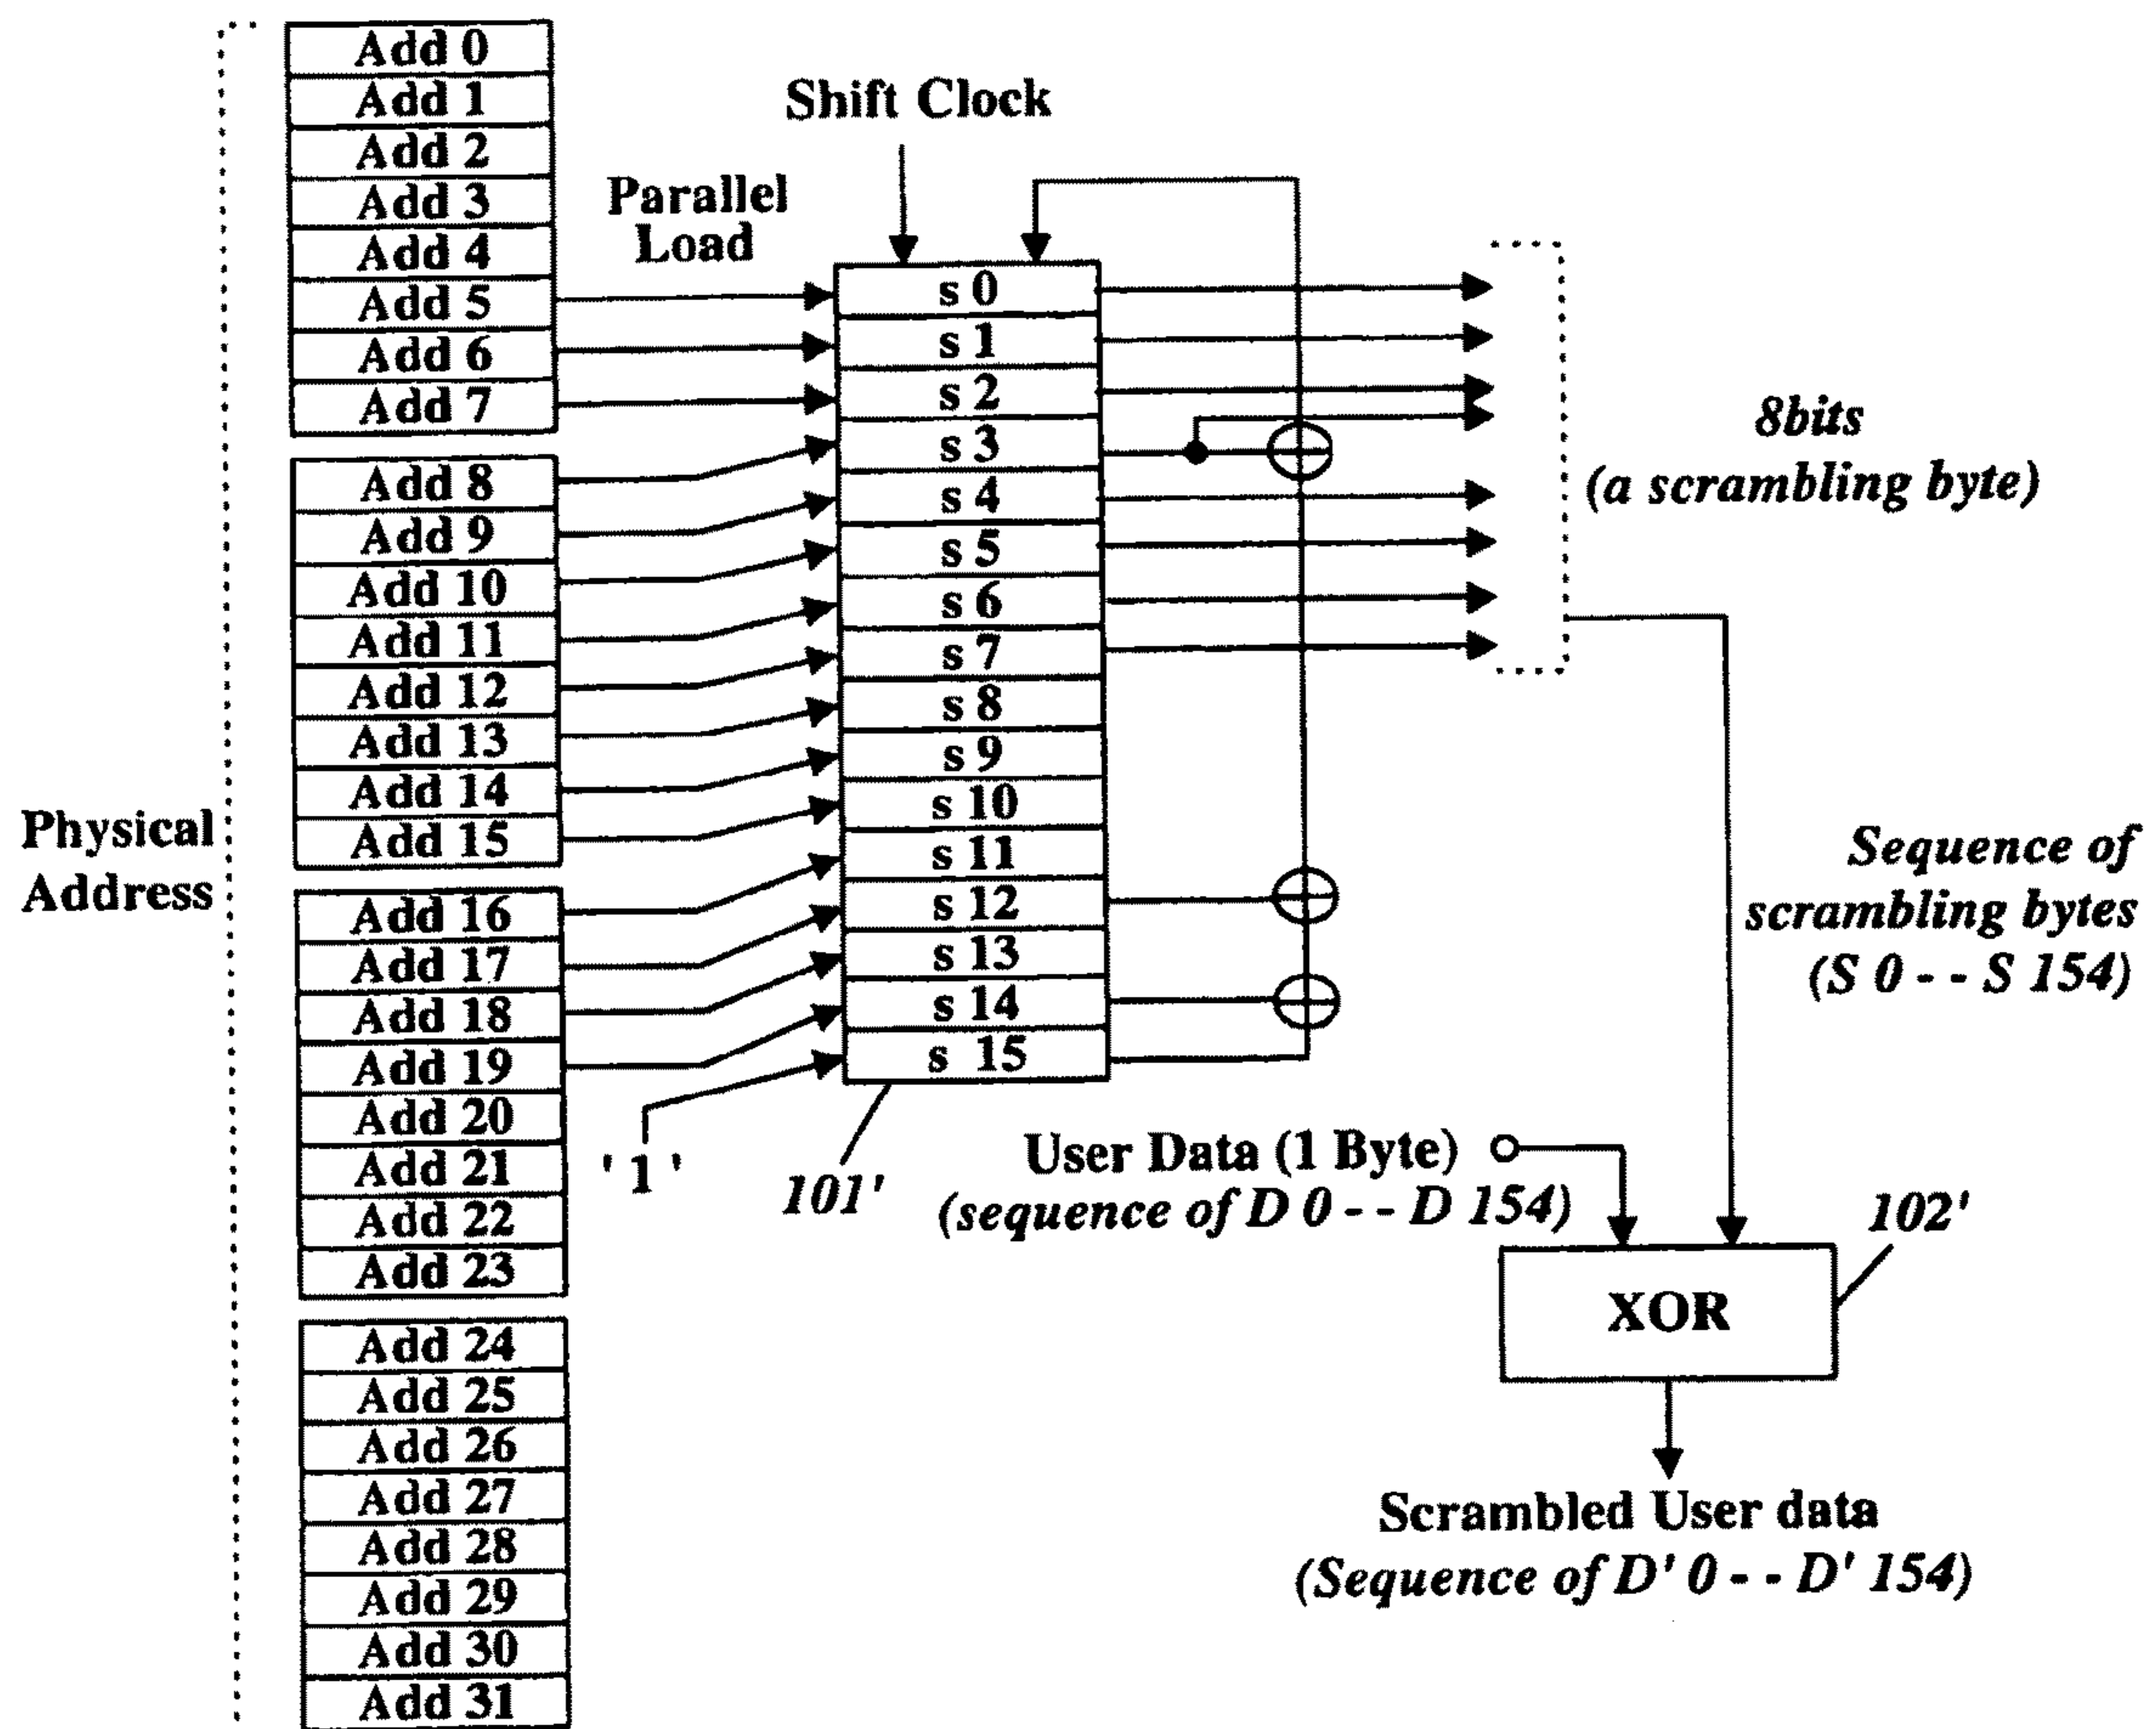 Add 0
Add 1
Add 2
Add 3
Add 4
Add 5
Add 6
Add 7
Add 8
Add 9
Add 10
Add 11
Add 12
Add 13
Add 14
Add 15
Add 16
Add 17
Add 18
Add 19
Add 20
Add 21
Add 22
Add 23
Add 24
Add 25
Add 26
Add 27
Add 28
Add 29
Add 30
Add 31
Physical
Address
Parallel
Load
Shift Clock
s 0
s 1
s 2
s 3
s 4
s 5
s 6
s 7
s 8
s 9
s 10
s 11
s 12
s 13
s 14
s 15
' 1 '
101'
8bits
(a scrambling byte)
Sequence of
scrambling bytes
(S 0 - - S 154)
User Data (1 Byte)
(sequence of D 0 - - D 154)
102'
XOR
Scrambled User data
(Sequence of D' 0 - - D' 154)